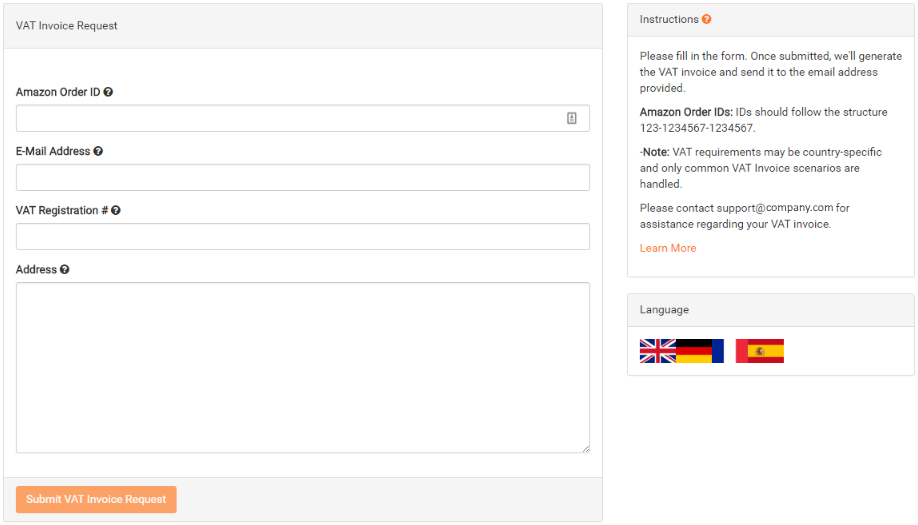 VAT Invoice Request
Amazon Order ID
E-Mail Address
VAT Registration #
Address
Submit VAT Invoice Request
Instructions
Please fill in the form. Once submitted, we'll generate
the VAT invoice and send it to the email address
provided.
Amazon Order IDs: IDs should follow the structure
123-1234567-1234567.
-Note: VAT requirements may be country-specific
and only common VAT Invoice scenarios are
handled.
Please contact support@company.com for
assistance regarding your VAT invoice.
Learn More
Language